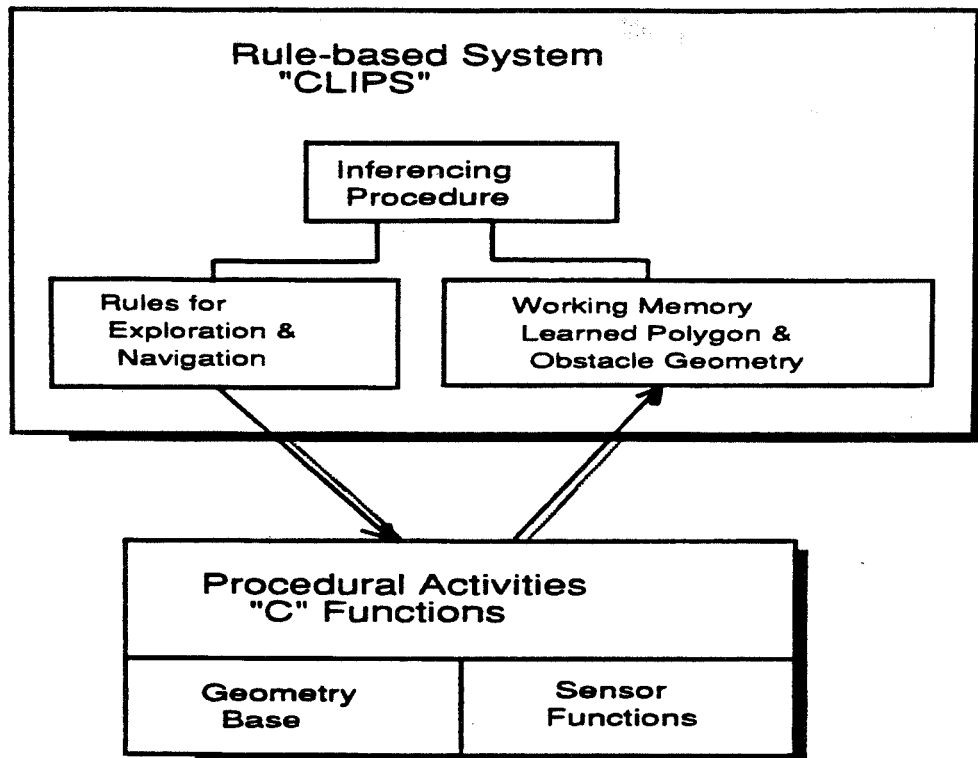 Rule-based System
"CLIPS"
Inferencing
Procedure
Rules for
Exploration &
Navigation
Working Memory
Learned Polygon &
Obstacle Geometry
Procedural Activities
"C" Functions
Geometry
Base
Sensor
Functions